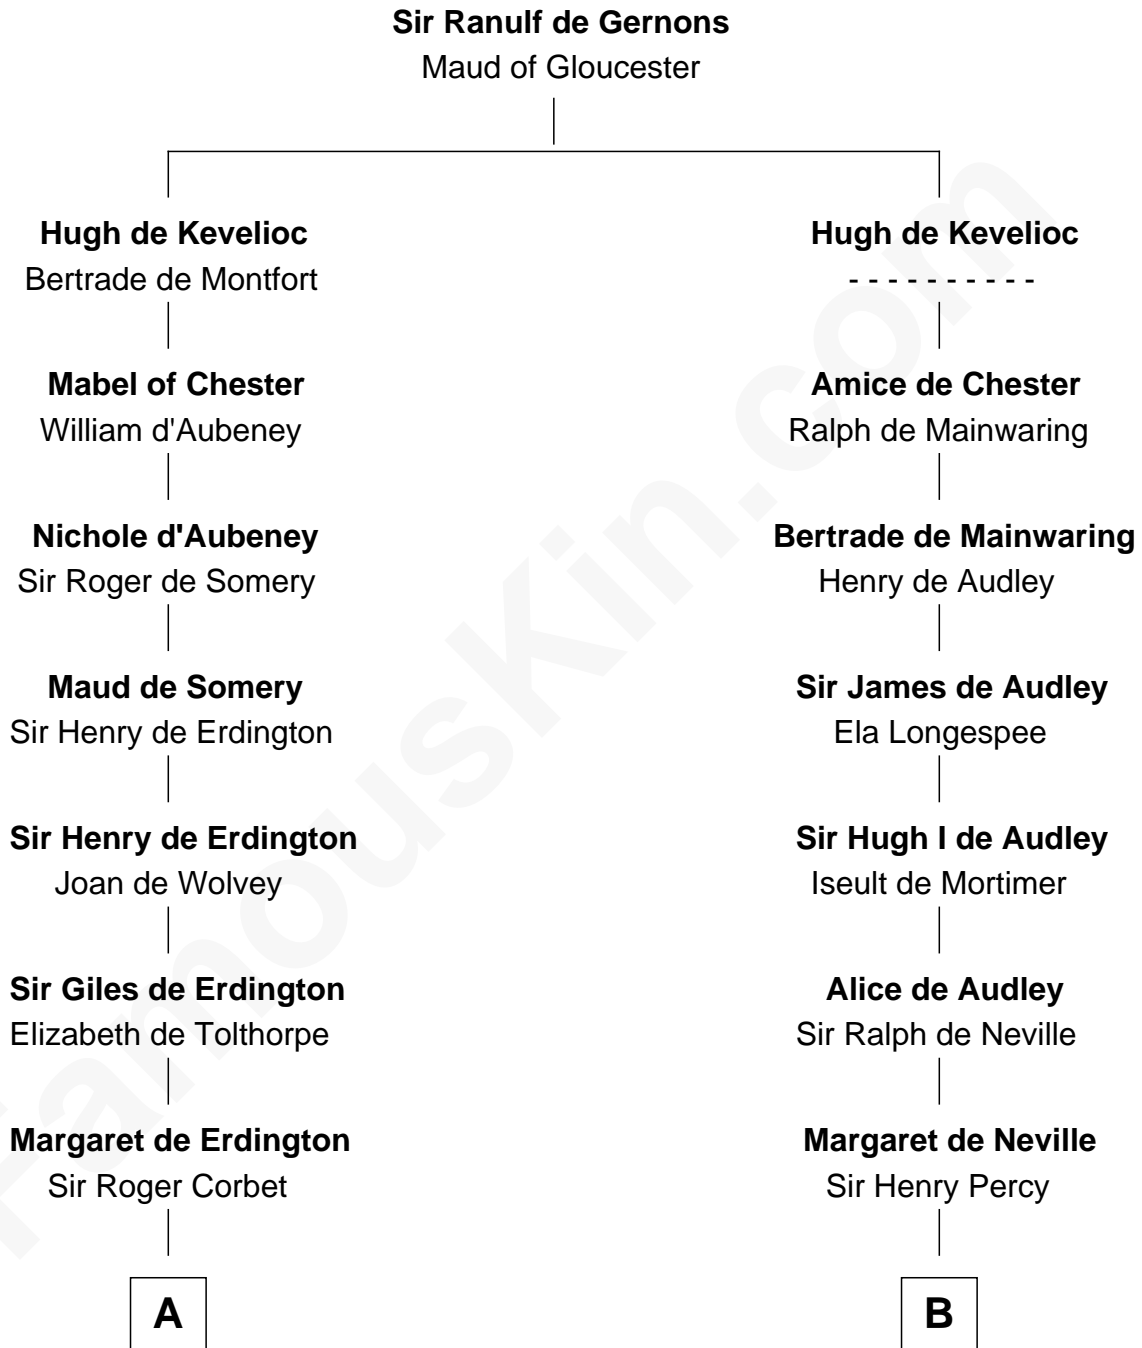 Sir Ranulf de Gernons
Maud of Gloucester
Hugh de Kevelioc
Bertrade de Montfort
Mabel of Chester
William d'Aubeney
Nichole d'Aubeney
Sir Roger de Somery
Maud de Somery
Sir Henry de Erdington
Sir Henry de Erdington
Joan de Wolvey
Sir Giles de Erdington
Elizabeth de Tolthorpe
Margaret de Erdington
Sir Roger Corbet
A
Hugh de Kevelioc
- - - - - - - - - -
Amice de Chester
Ralph de Mainwaring
Bertrade de Mainwaring
Henry de Audley
Sir James de Audley
Ela Longespee
Sir Hugh I de Audley
Iseult de Mortimer
Alice de Audley
Sir Ralph de Neville
Margaret de Neville
Sir Henry Percy
B
FamousKin.com